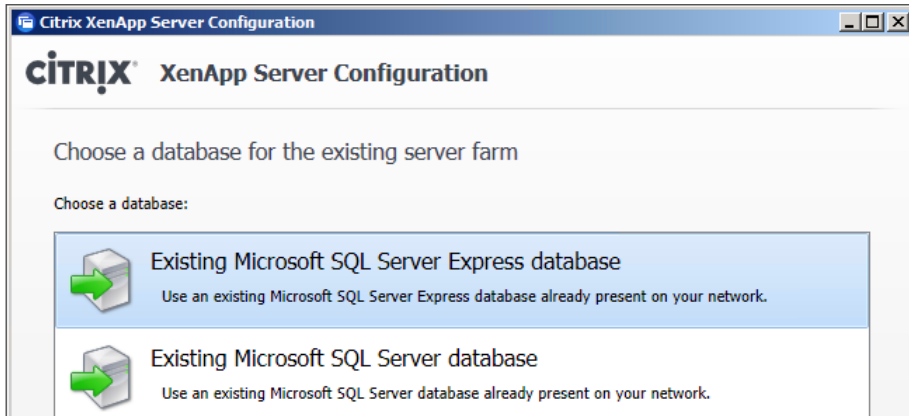 Citrix XenApp Server Configuration
CİTRIX® XenApp Server Configuration
Choose a database for the existing server farm
Choose a database:
Existing Microsoft SQL Server Express database
Use an existing Microsoft SQL Server Express database already present on your network.
Existing Microsoft SQL Server database
Use an existing Microsoft SQL Server database already present on your network.